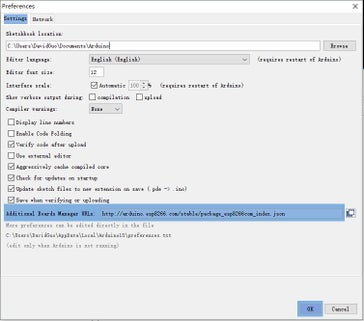 Preferences
Settings Network
Sketchbook location:
C:\Users\DavidGuo\Documents\Arduino
Browse
Editor language: English (English) (requires restart of Arduino)
Editor font size: 12
Interface scale: Automatic 100 % (requires restart of Arduino)
Show verbose output during: compilation upload
Compiler warnings: None
Display line numbers
Enable Code Folding
Verify code after upload
Use external editor
Aggressively cache compiled core
Check for updates on startup
Update sketch files to new extension on save (.pde -> .ino)
Save when verifying or uploading
Additional Boards Manager URLs: http://arduino.esp8266.com/stable/package_esp8266com_index.json
More preferences can be edited directly in the file
C:\Users\DavidGuo\AppData\Local\Arduino15\preferences.txt
(edit only when Arduino is not running)
OK Cancel